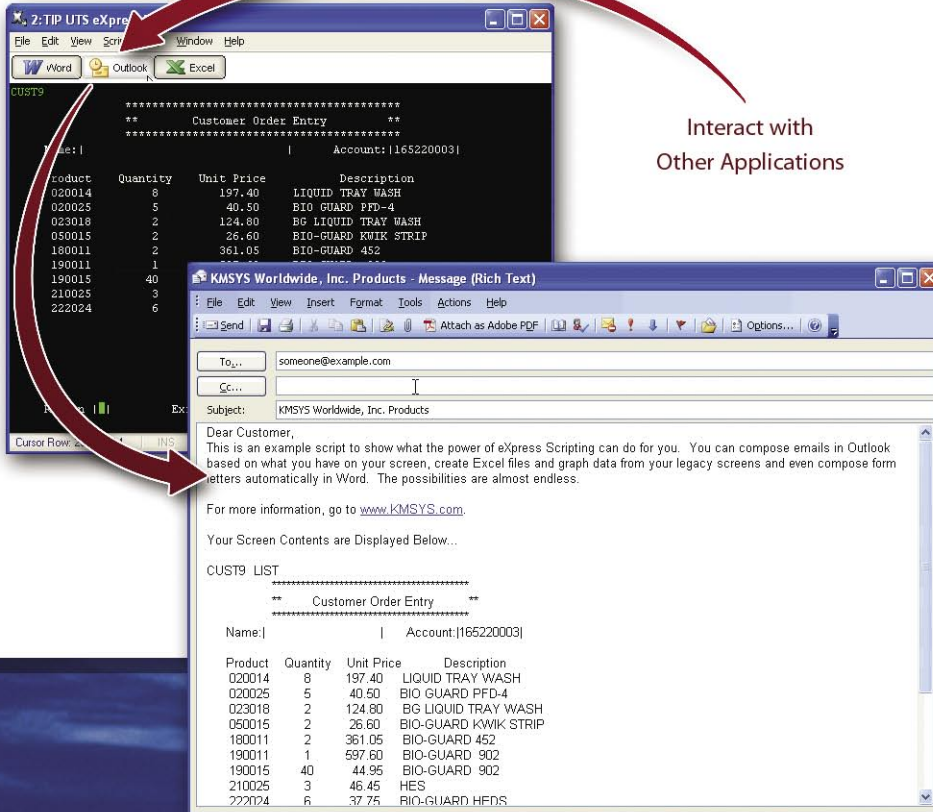 2:TIP UTS eXpre
File Edit View Scri Window Help
Word Outlook Excel
CUST9
******************************************
** Customer Order Entry **
******************************************
me:| | Account:|165220003|
roduct Quantity Unit Price Description
020014 8 197.40 LIQUID TRAY WASH
020025 5 40.50 BIO GUARD PFD-4
023018 2 124.80 BG LIQUID TRAY WASH
050015 2 26.60 BIO-GUARD KWIK STRIP
180011 2 361.05 BIO-GUARD 452
190011 1
190015 40
210025 3
222024 6
Ex
Cursor Row: INS
Interact with
Other Applications
KMSYS Worldwide, Inc. Products - Message (Rich Text)
File Edit View Insert Format Tools Actions Help
Send Attach as Adobe PDF Options...
To... someone@example.com
Cc...
Subject: KMSYS Worldwide, Inc. Products
Dear Customer,
This is an example script to show what the power of eXpress Scripting can do for you. You can compose emails in Outlook
based on what you have on your screen, create Excel files and graph data from your legacy screens and even compose form
letters automatically in Word. The possibilities are almost endless.
For more information, go to www.KMSYS.com.
Your Screen Contents are Displayed Below...
CUST9 LIST
******************************************
** Customer Order Entry **
******************************************
Name:| | Account:|165220003|
Product Quantity Unit Price Description
020014 8 197.40 LIQUID TRAY WASH
020025 5 40.50 BIO GUARD PFD-4
023018 2 124.80 BG LIQUID TRAY WASH
050015 2 26.60 BIO-GUARD KWIK STRIP
180011 2 361.05 BIO-GUARD 452
190011 1 597.60 BIO-GUARD 902
190015 40 44.95 BIO-GUARD 902
210025 3 46.45 HES
222024 6 37.75 BIO-GUARD HEDS